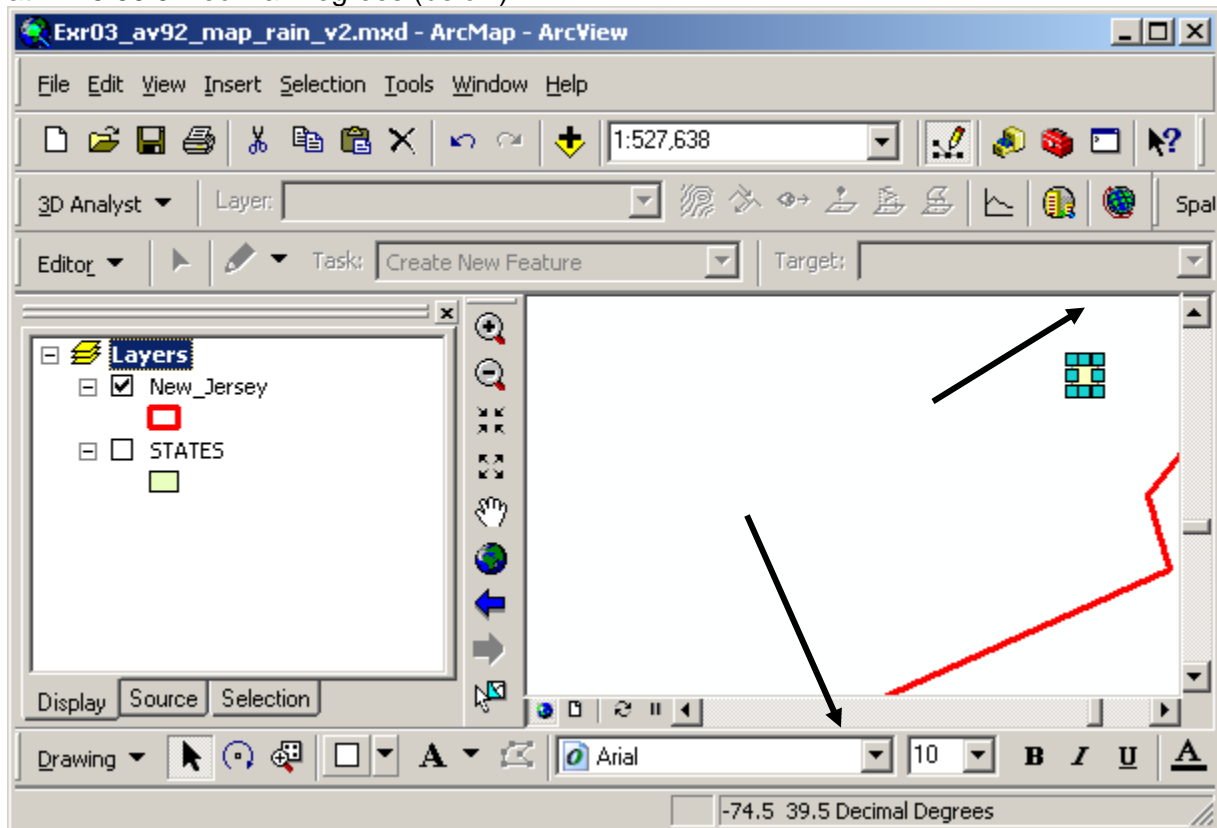 Exr03_av92_map_rain_v2.mxd - ArcMap - ArcView
File Edit View Insert Selection Tools Window Help
1:527,638
3D Analyst Layer: Spa
Editor Task: Create New Feature Target:
Layers
New_Jersey
STATES
Display Source Selection
Drawing A Arial 10 B I U A
-74.5 39.5 Decimal Degrees